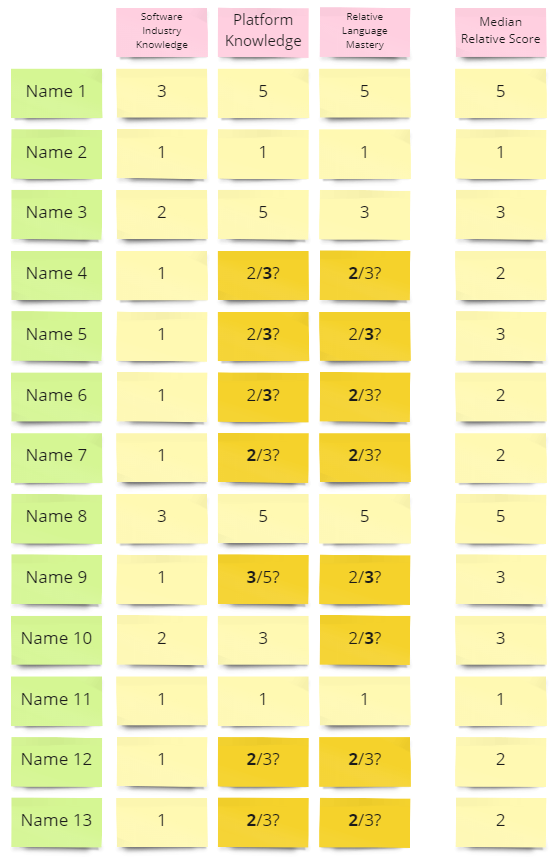 Software
Industry
Knowledge
Platform
Knowledge
Relative
Language
Mastery
Median
Relative Score
Name 1 3 5 5 5
Name 2 1 1 1 1
Name 3 2 5 3 3
Name 4 1 2/3? 2/3? 2
Name 5 1 2/3? 2/3? 3
Name 6 1 2/3? 2/3? 2
Name 7 1 2/3? 2/3? 2
Name 8 3 5 5 5
Name 9 1 3/5? 2/3? 3
Name 10 2 3 2/3? 3
Name 11 1 1 1 1
Name 12 1 2/3? 2/3? 2
Name 13 1 2/3? 2/3? 2